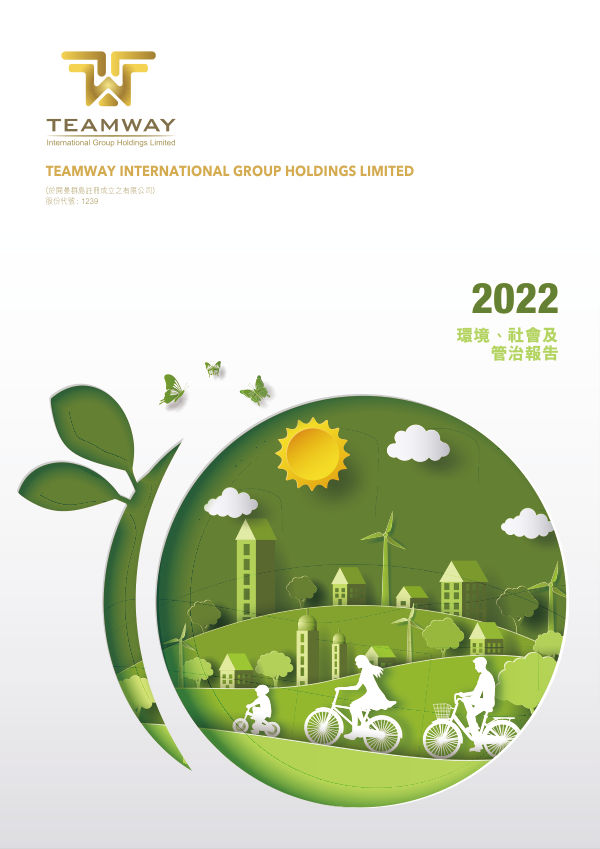 TEAMWAY
International Group Holdings Limited
TEAMWAY INTERNATIONAL GROUP HOLDINGS LIMITED
(於開曼群島註冊成立之有限公司)
股份代號 : 1239
2022
環境、社會及
管治報告